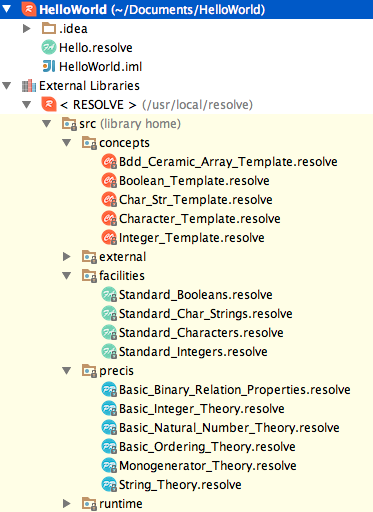 HelloWorld (~/Documents/HelloWorld)
.idea
Hello.resolve
HelloWorld.iml
External Libraries
< RESOLVE > (/usr/local/resolve)
src (library home)
concepts
Bdd_Ceramic_Array_Template.resolve
Boolean_Template.resolve
Char_Str_Template.resolve
Character_Template.resolve
Integer_Template.resolve
external
facilities
Standard_Booleans.resolve
Standard_Char_Strings.resolve
Standard_Characters.resolve
Standard_Integers.resolve
precis
Basic_Binary_Relation_Properties.resolve
Basic_Integer_Theory.resolve
Basic_Natural_Number_Theory.resolve
Basic_Ordering_Theory.resolve
Monogenerator_Theory.resolve
String_Theory.resolve
runtime